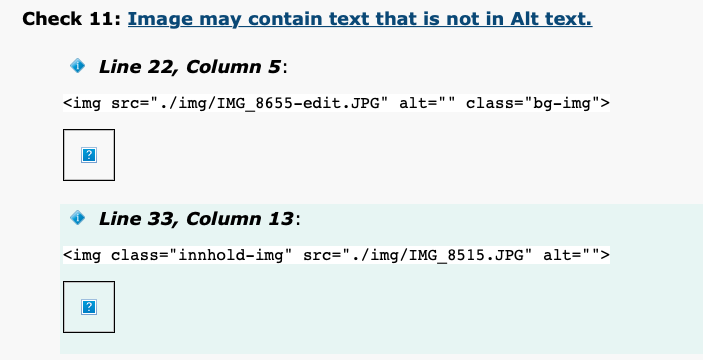 Check 11: Image may contain text that is not in Alt text.
Line 22, Column 5:
<img src="./img/IMG_8655-edit.JPG" alt="" class="bg-img">
?
Line 33, Column 13:
<img class="innhold-img" src="./img/IMG_8515.JPG" alt="">
?